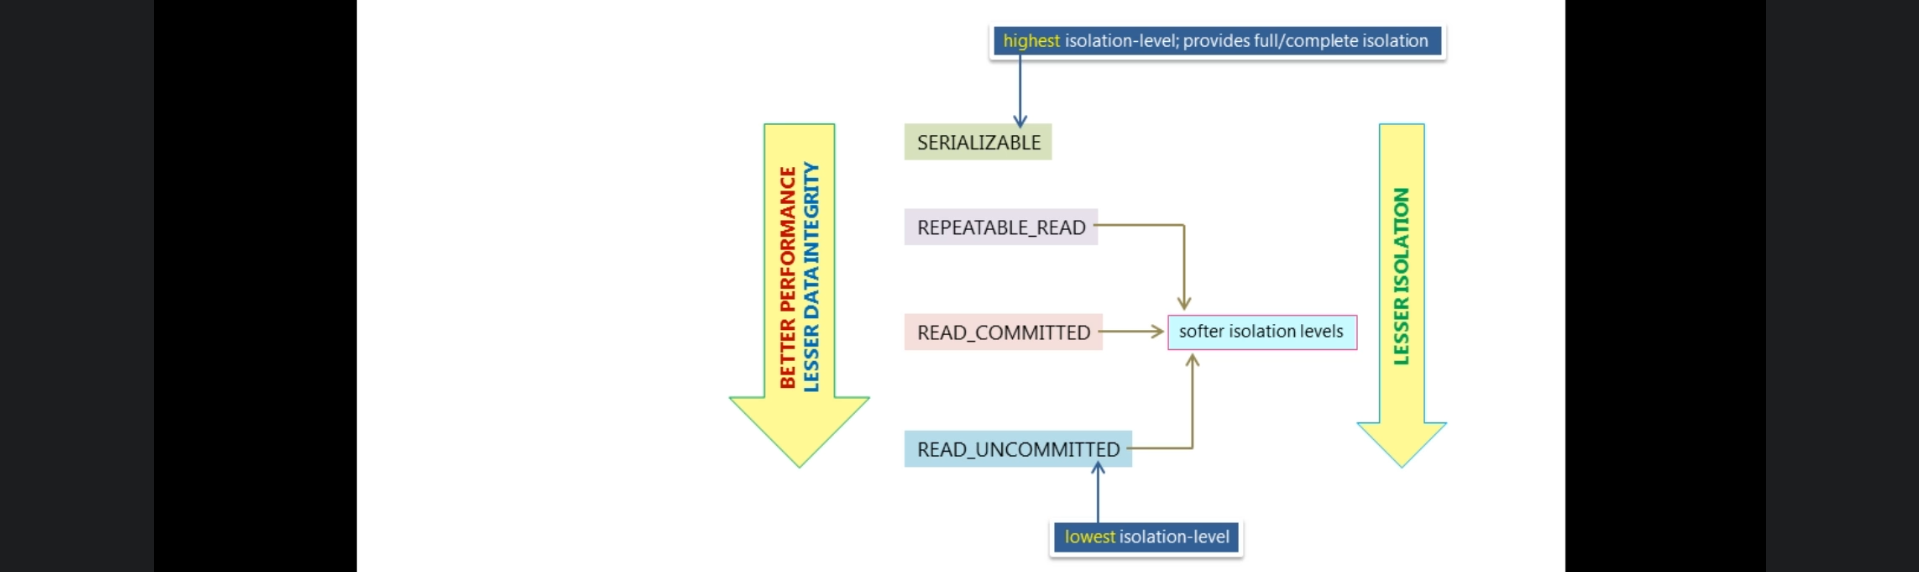 highest isolation-level; provides full/complete isolation
SERIALIZABLE
BETTER PERFORMANCE
LESSER DATA INTEGRITY
REPEATABLE_READ
LESSER ISOLATION
READ_COMMITTED
softer isolation levels
READ_UNCOMMITTED
lowest isolation-level